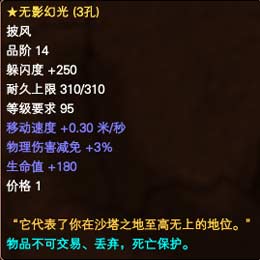 ★无影幻光 (3孔)
披风
品阶 14
躲闪度 +250
耐久上限 310/310
等级要求 95
移动速度 +0.30 米/秒
物理伤害减免 +3%
生命值 +180
价格 1
“它代表了你在沙塔之地至高无上的地位。”
物品不可交易、丢弃，死亡保护。